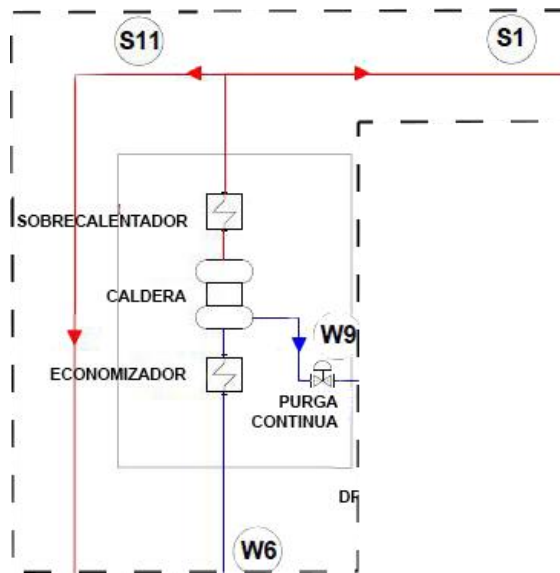 S11
S1
SOBRECALENTADOR
CALDERA
W9
ECONOMIZADOR
PURGA
CONTINUA
W6